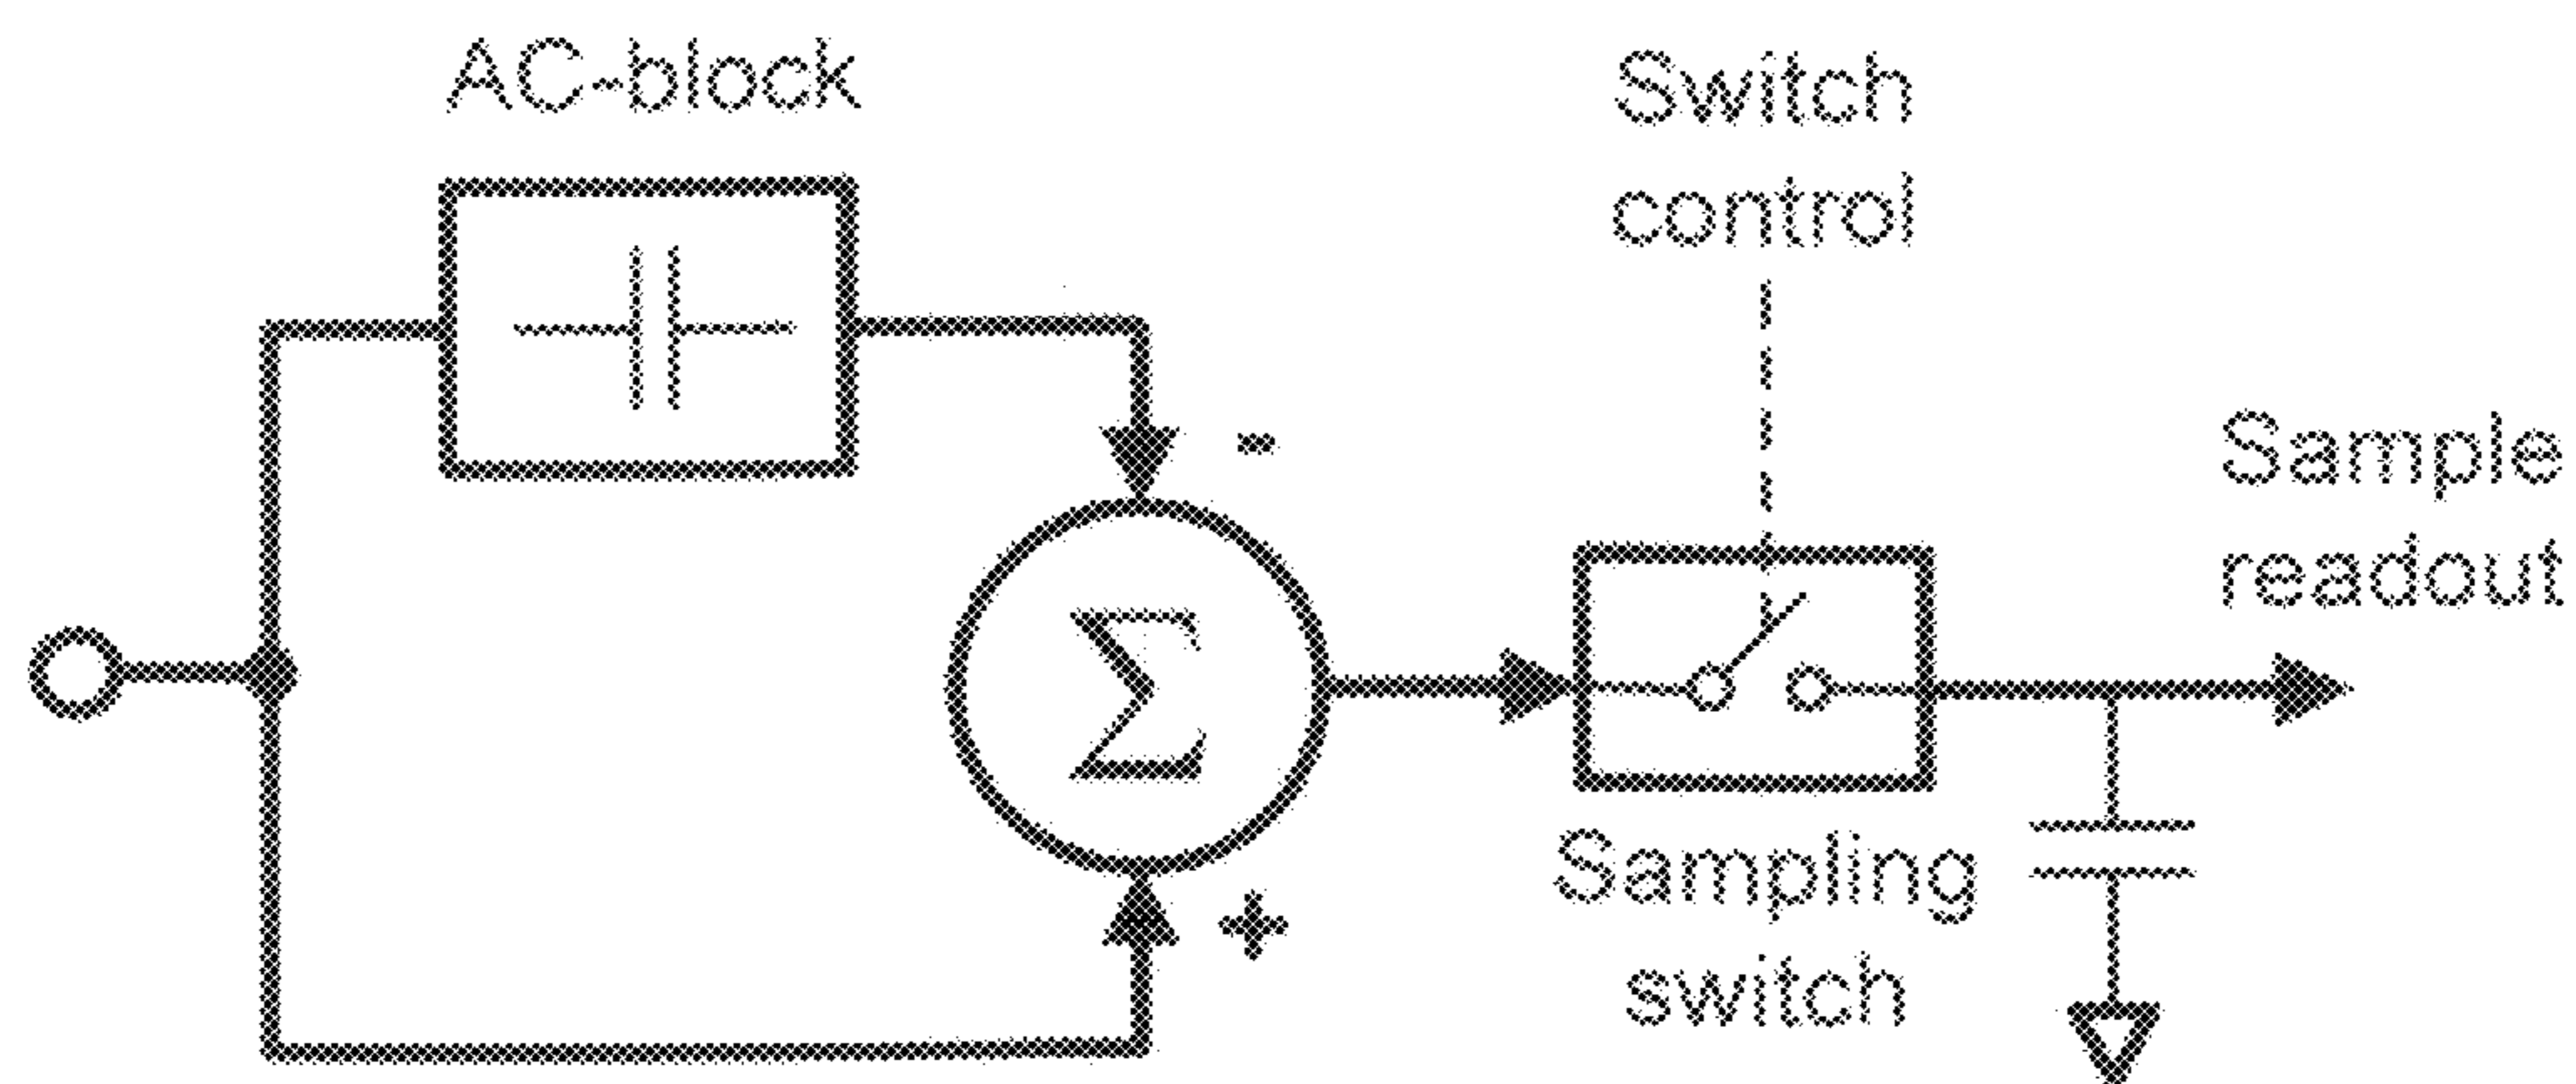 AC-block
Switch
control
-
Sample
readout
Σ
+
Sampling
switch